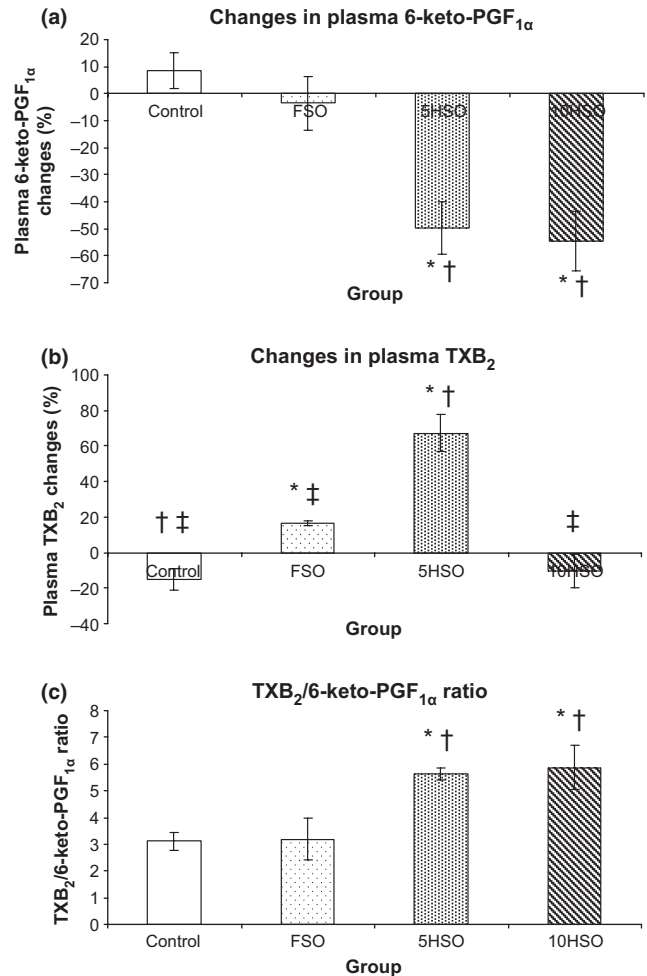 (a) Changes in plasma 6-keto-PGF1α
Plasma 6-keto-PGF1α
changes (%)
20
10
0
–10
–20
–30
–40
–50
–60
–70
Control FSO 5HSO 10HSO
* † * †
Group
(b) Changes in plasma TXB2
Plasma TXB2 changes (%)
100
80
60
40
20
0
–20
–40
† ‡ * ‡ * † ‡
Control FSO 5HSO 10HSO
Group
(c) TXB2/6-keto-PGF1α ratio
TXB2/6-keto-PGF1α ratio
8
7
6
5
4
3
2
1
0
* † * †
Control FSO 5HSO 10HSO
Group